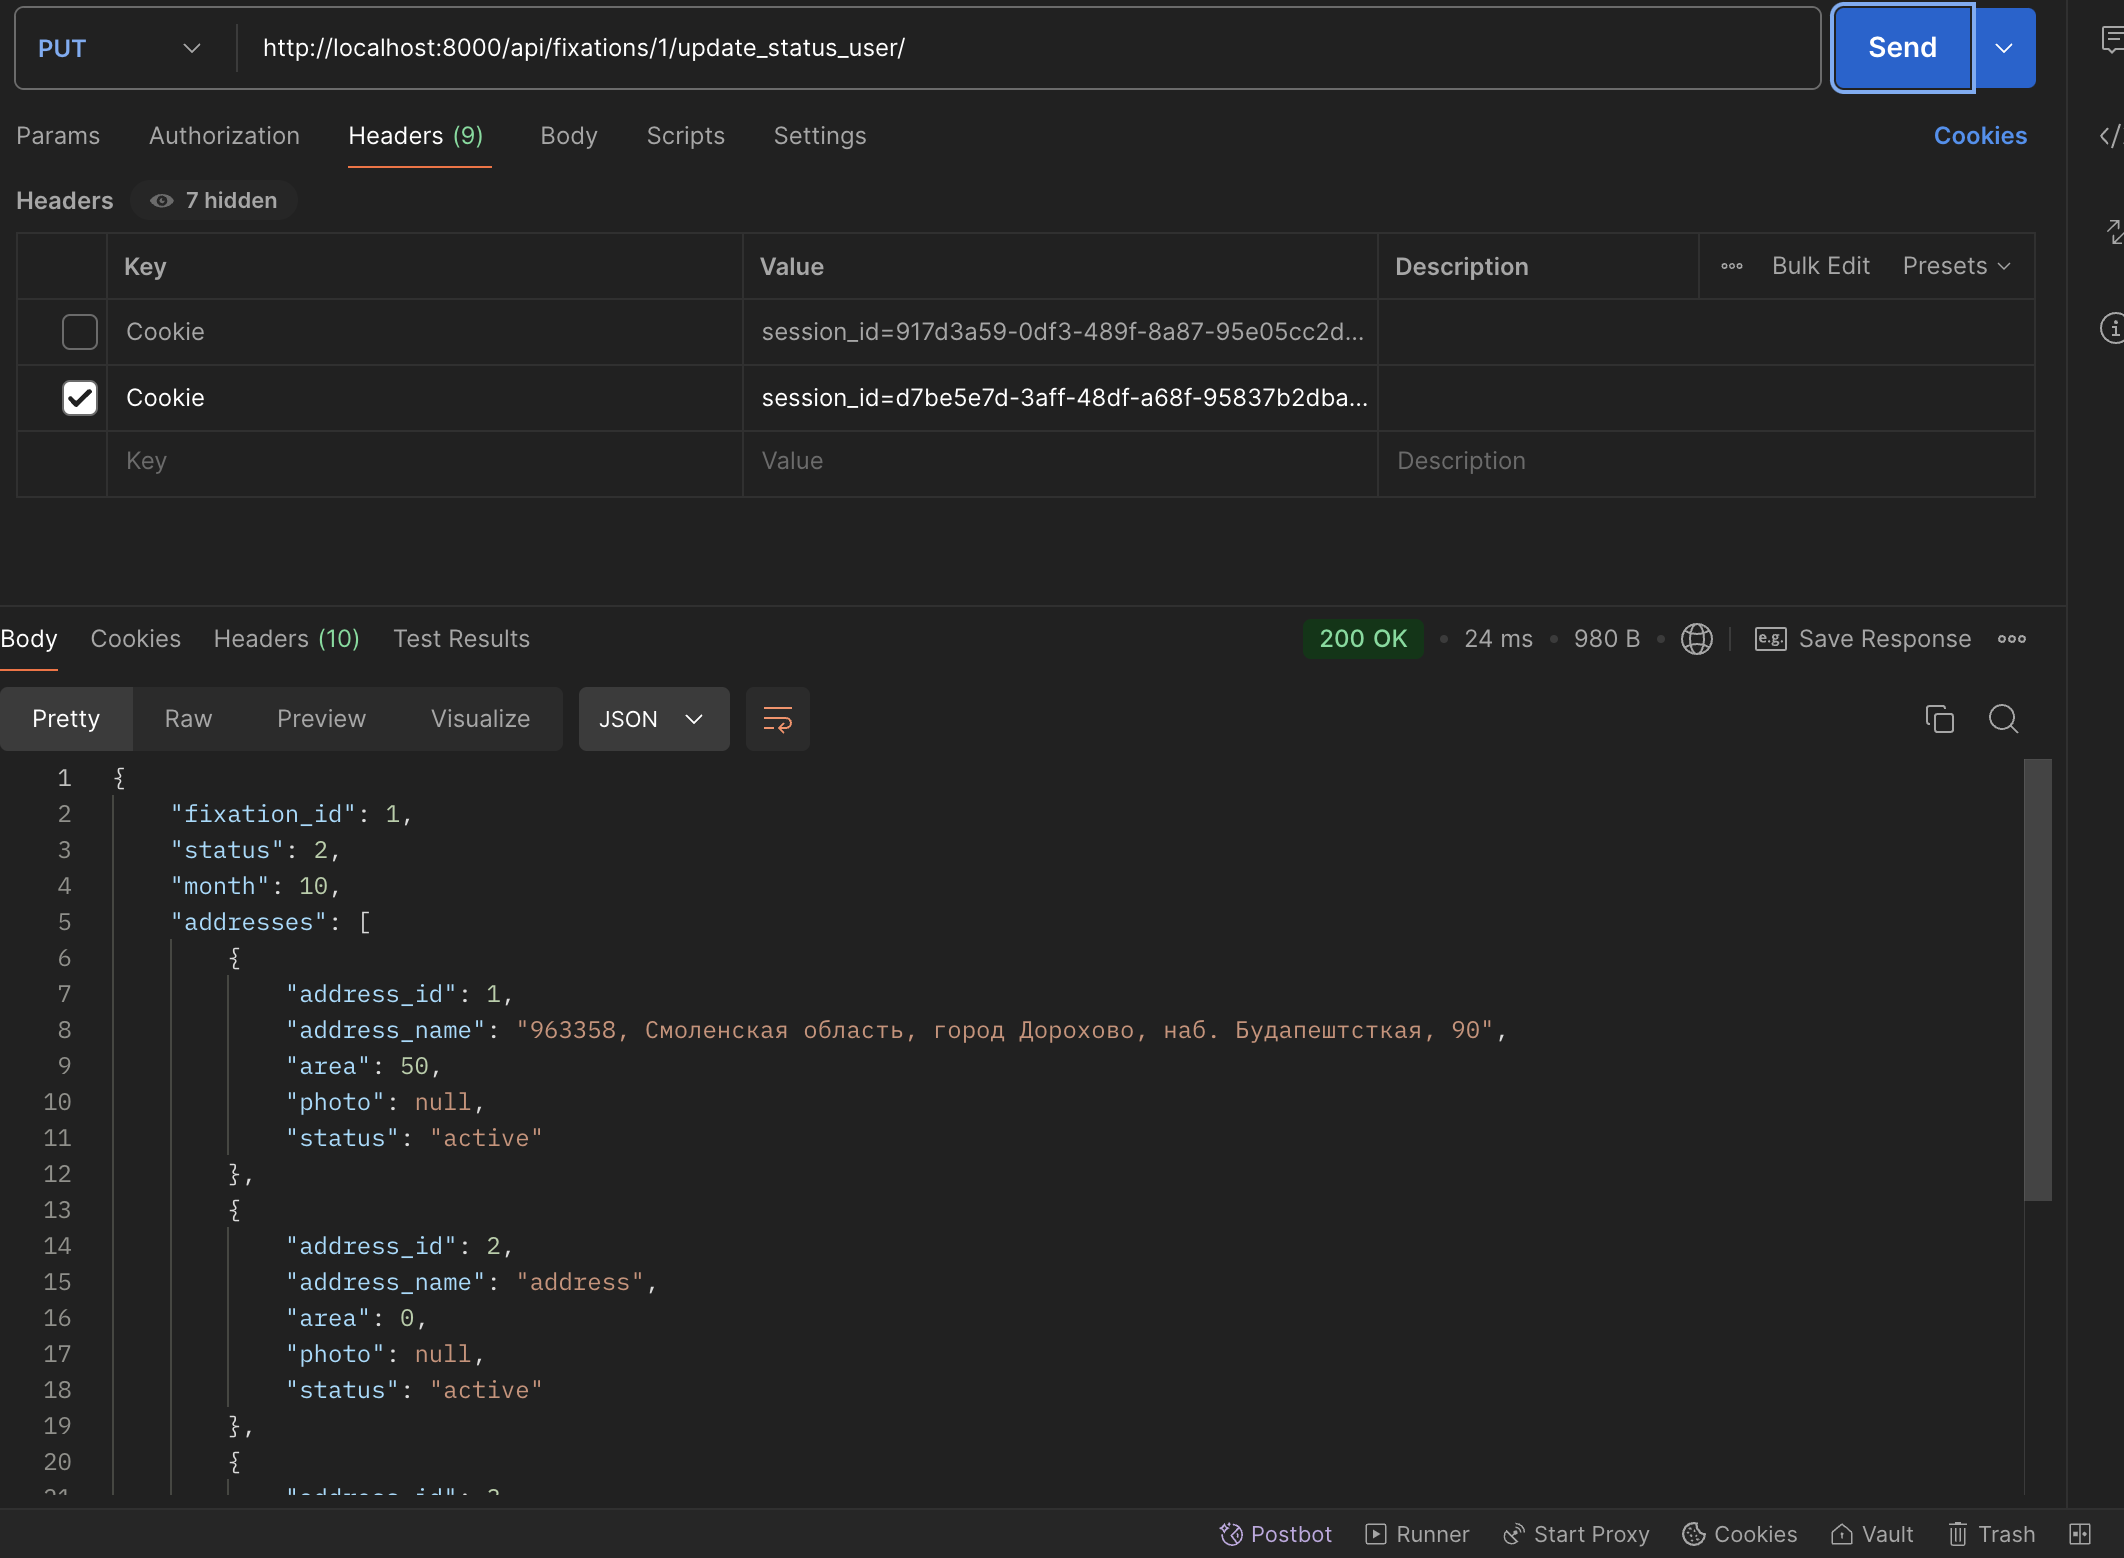 PUT http://localhost:8000/api/fixations/1/update_status_user/ Send
Params Authorization Headers (9) Body Scripts Settings Cookies
Headers 7 hidden
Key Value Description Bulk Edit Presets
Cookie session_id=917d3a59-0df3-489f-8a87-95e05cc2d...
Cookie session_id=d7be5e7d-3aff-48df-a68f-95837b2dba...
Key Value Description
Body Cookies Headers (10) Test Results 200 OK • 24 ms • 980 B • e.g. Save Response
Pretty Raw Preview Visualize JSON
1 {
2 "fixation_id": 1,
3 "status": 2,
4 "month": 10,
5 "addresses": [
6 {
7 "address_id": 1,
8 "address_name": "963358, Смоленская область, город Дорохово, наб. Будапештсткая, 90",
9 "area": 50,
10 "photo": null,
11 "status": "active"
12 },
13 {
14 "address_id": 2,
15 "address_name": "address",
16 "area": 0,
17 "photo": null,
18 "status": "active"
19 },
20 {
21 "address_id": 3
Postbot Runner Start Proxy Cookies Vault Trash